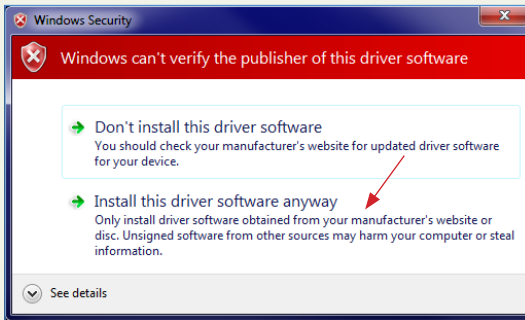 Windows Security
Windows can't verify the publisher of this driver software
Don't install this driver software
You should check your manufacturer's website for updated driver software
for your device.
Install this driver software anyway
Only install driver software obtained from your manufacturer's website or
disc. Unsigned software from other sources may harm your computer or steal
information.
See details